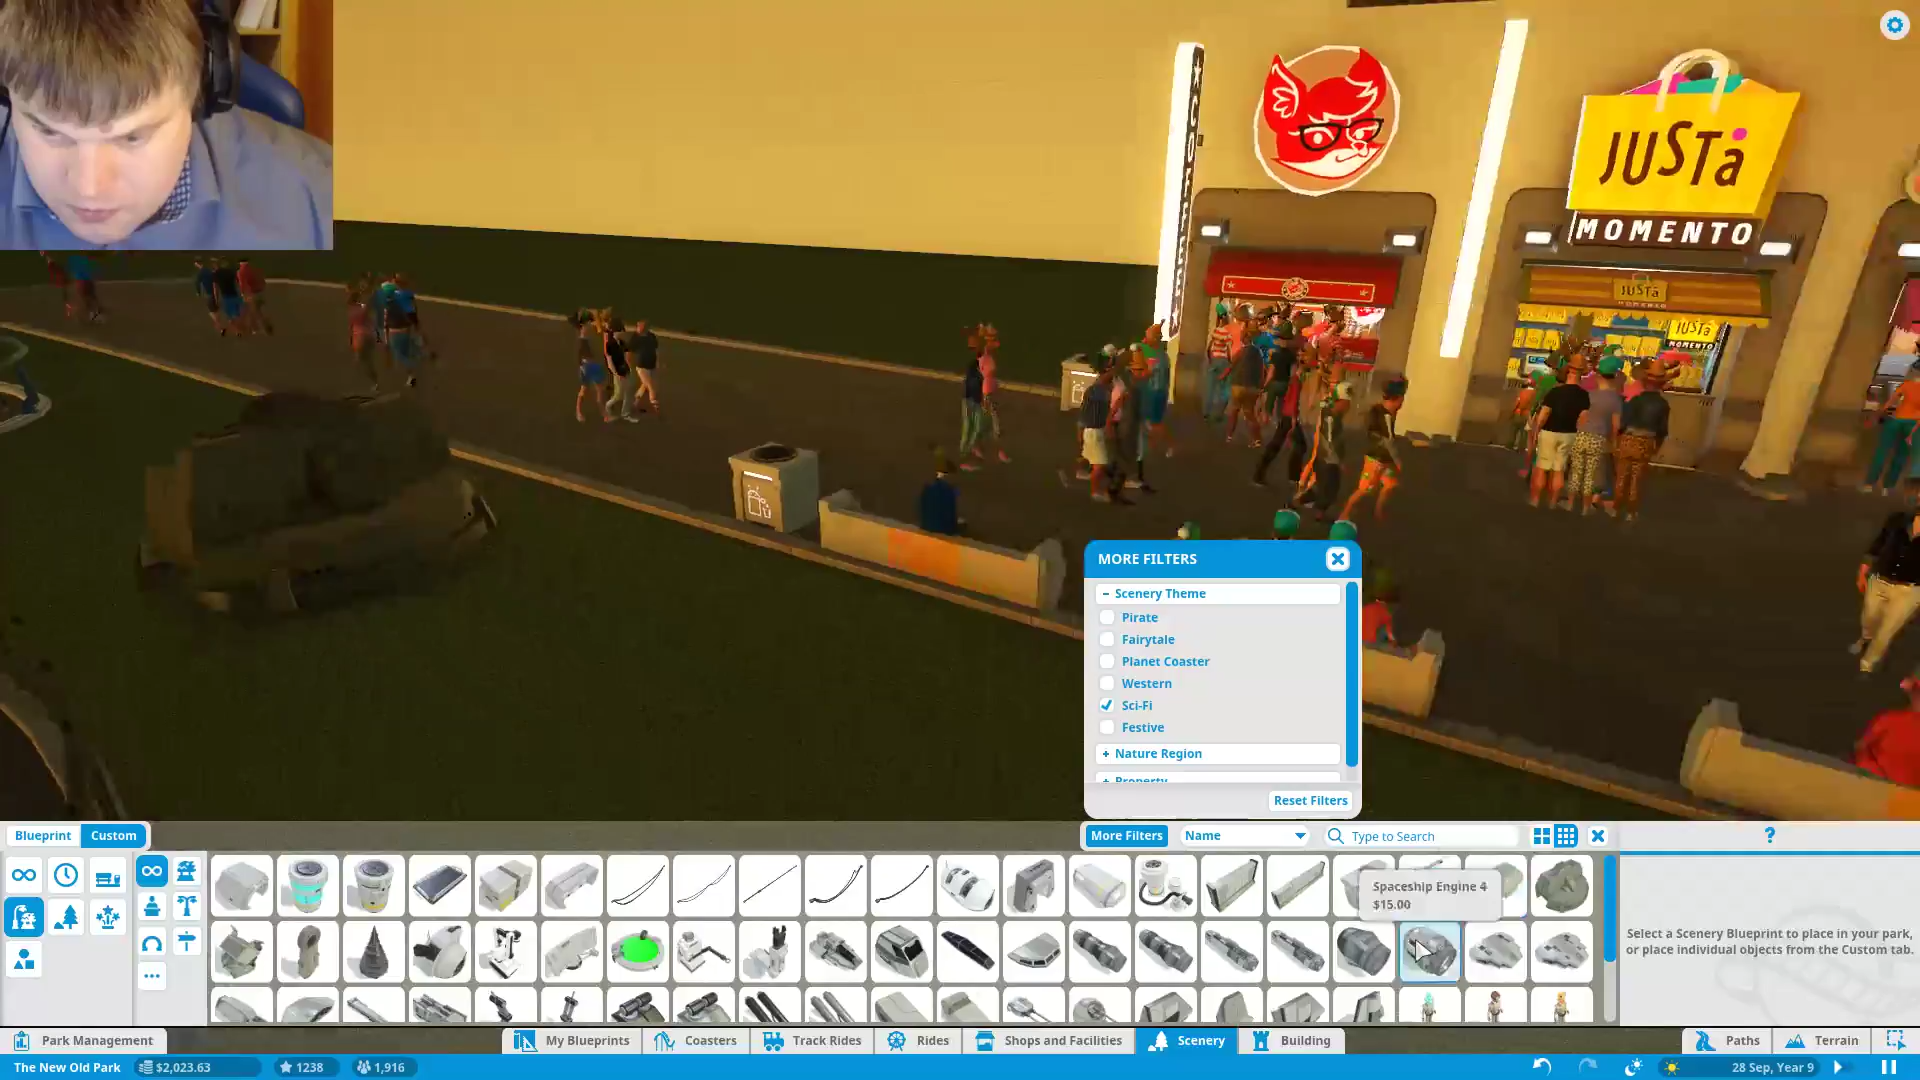 JUSTa
MOMENTO
JUSTa
JUSTa
MOMENTO
MORE FILTERS
Scenery Theme
Pirate
Fairytale
Planet Coaster
Western
Sci-Fi
Festive
Nature Region
Property
Reset Filters
Blueprint
Custom
More Filters
Name
Type to Search
?
Spaceship Engine 4
$15.00
Select a Scenery Blueprint to place in your park,
or place individual objects from the Custom tab.
Park Management
My Blueprints
Coasters
Track Rides
Rides
Shops and Facilities
Scenery
Building
Paths
Terrain
The New Old Park
$2,023.63
1238
1,916
28 Sep, Year 9